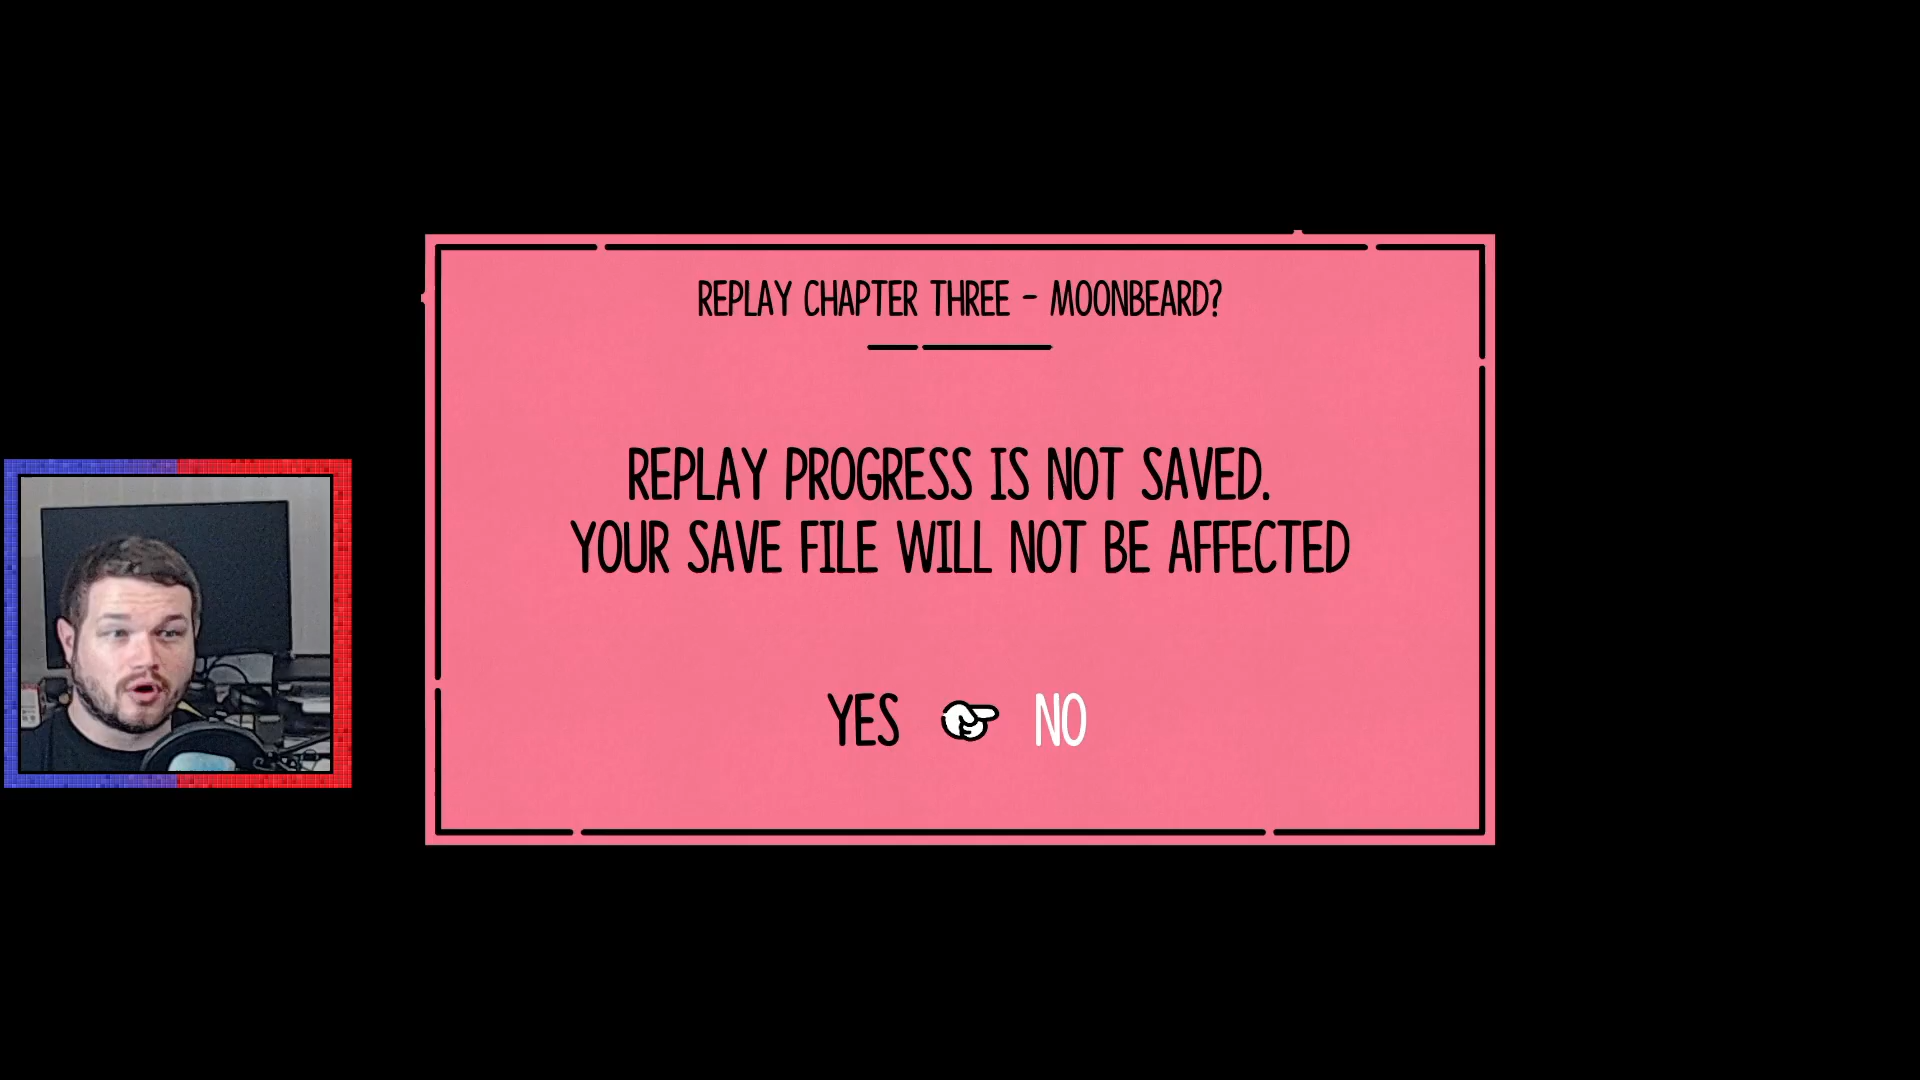 REPLAY CHAPTER THREE - MOONBEARD?
REPLAY PROGRESS IS NOT SAVED.
YOUR SAVE FILE WILL NOT BE AFFECTED
YES NO